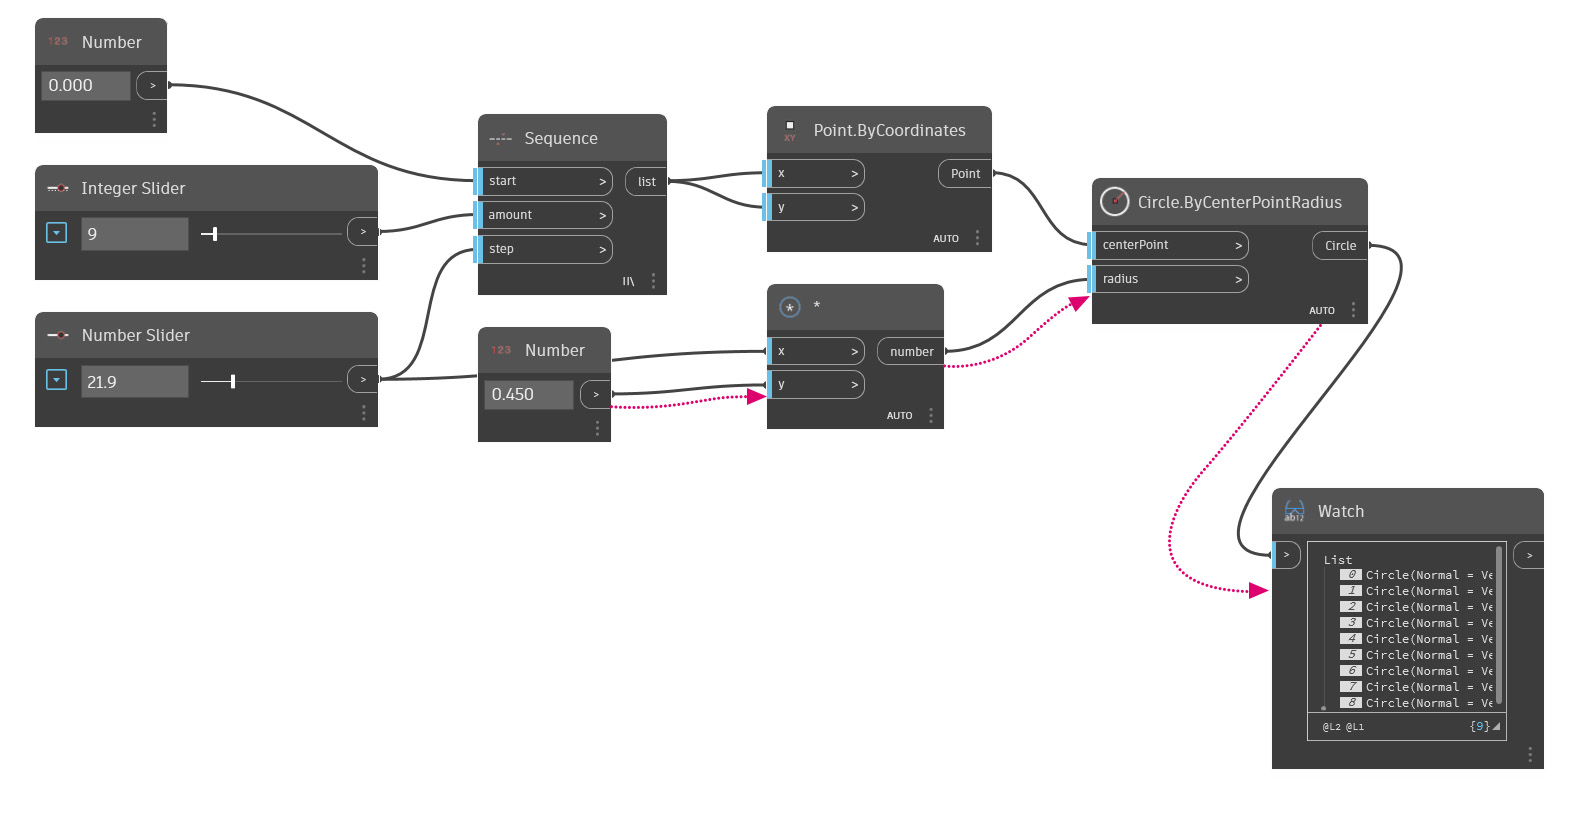 123 Number
0.000 >
Integer Slider
9 >
Number Slider
21.9 >
Sequence
start > list
amount >
step >
II\
123 Number
0.450 >
XY Point.ByCoordinates
x > Point
y >
AUTO
* *
x > number
y >
AUTO
Circle.ByCenterPointRadius
centerPoint > Circle
radius >
AUTO
ab12 Watch
> List >
0 Circle(Normal = Ve
1 Circle(Normal = Ve
2 Circle(Normal = Ve
3 Circle(Normal = Ve
4 Circle(Normal = Ve
5 Circle(Normal = Ve
6 Circle(Normal = Ve
7 Circle(Normal = Ve
8 Circle(Normal = Ve
@L2 @L1 {9}